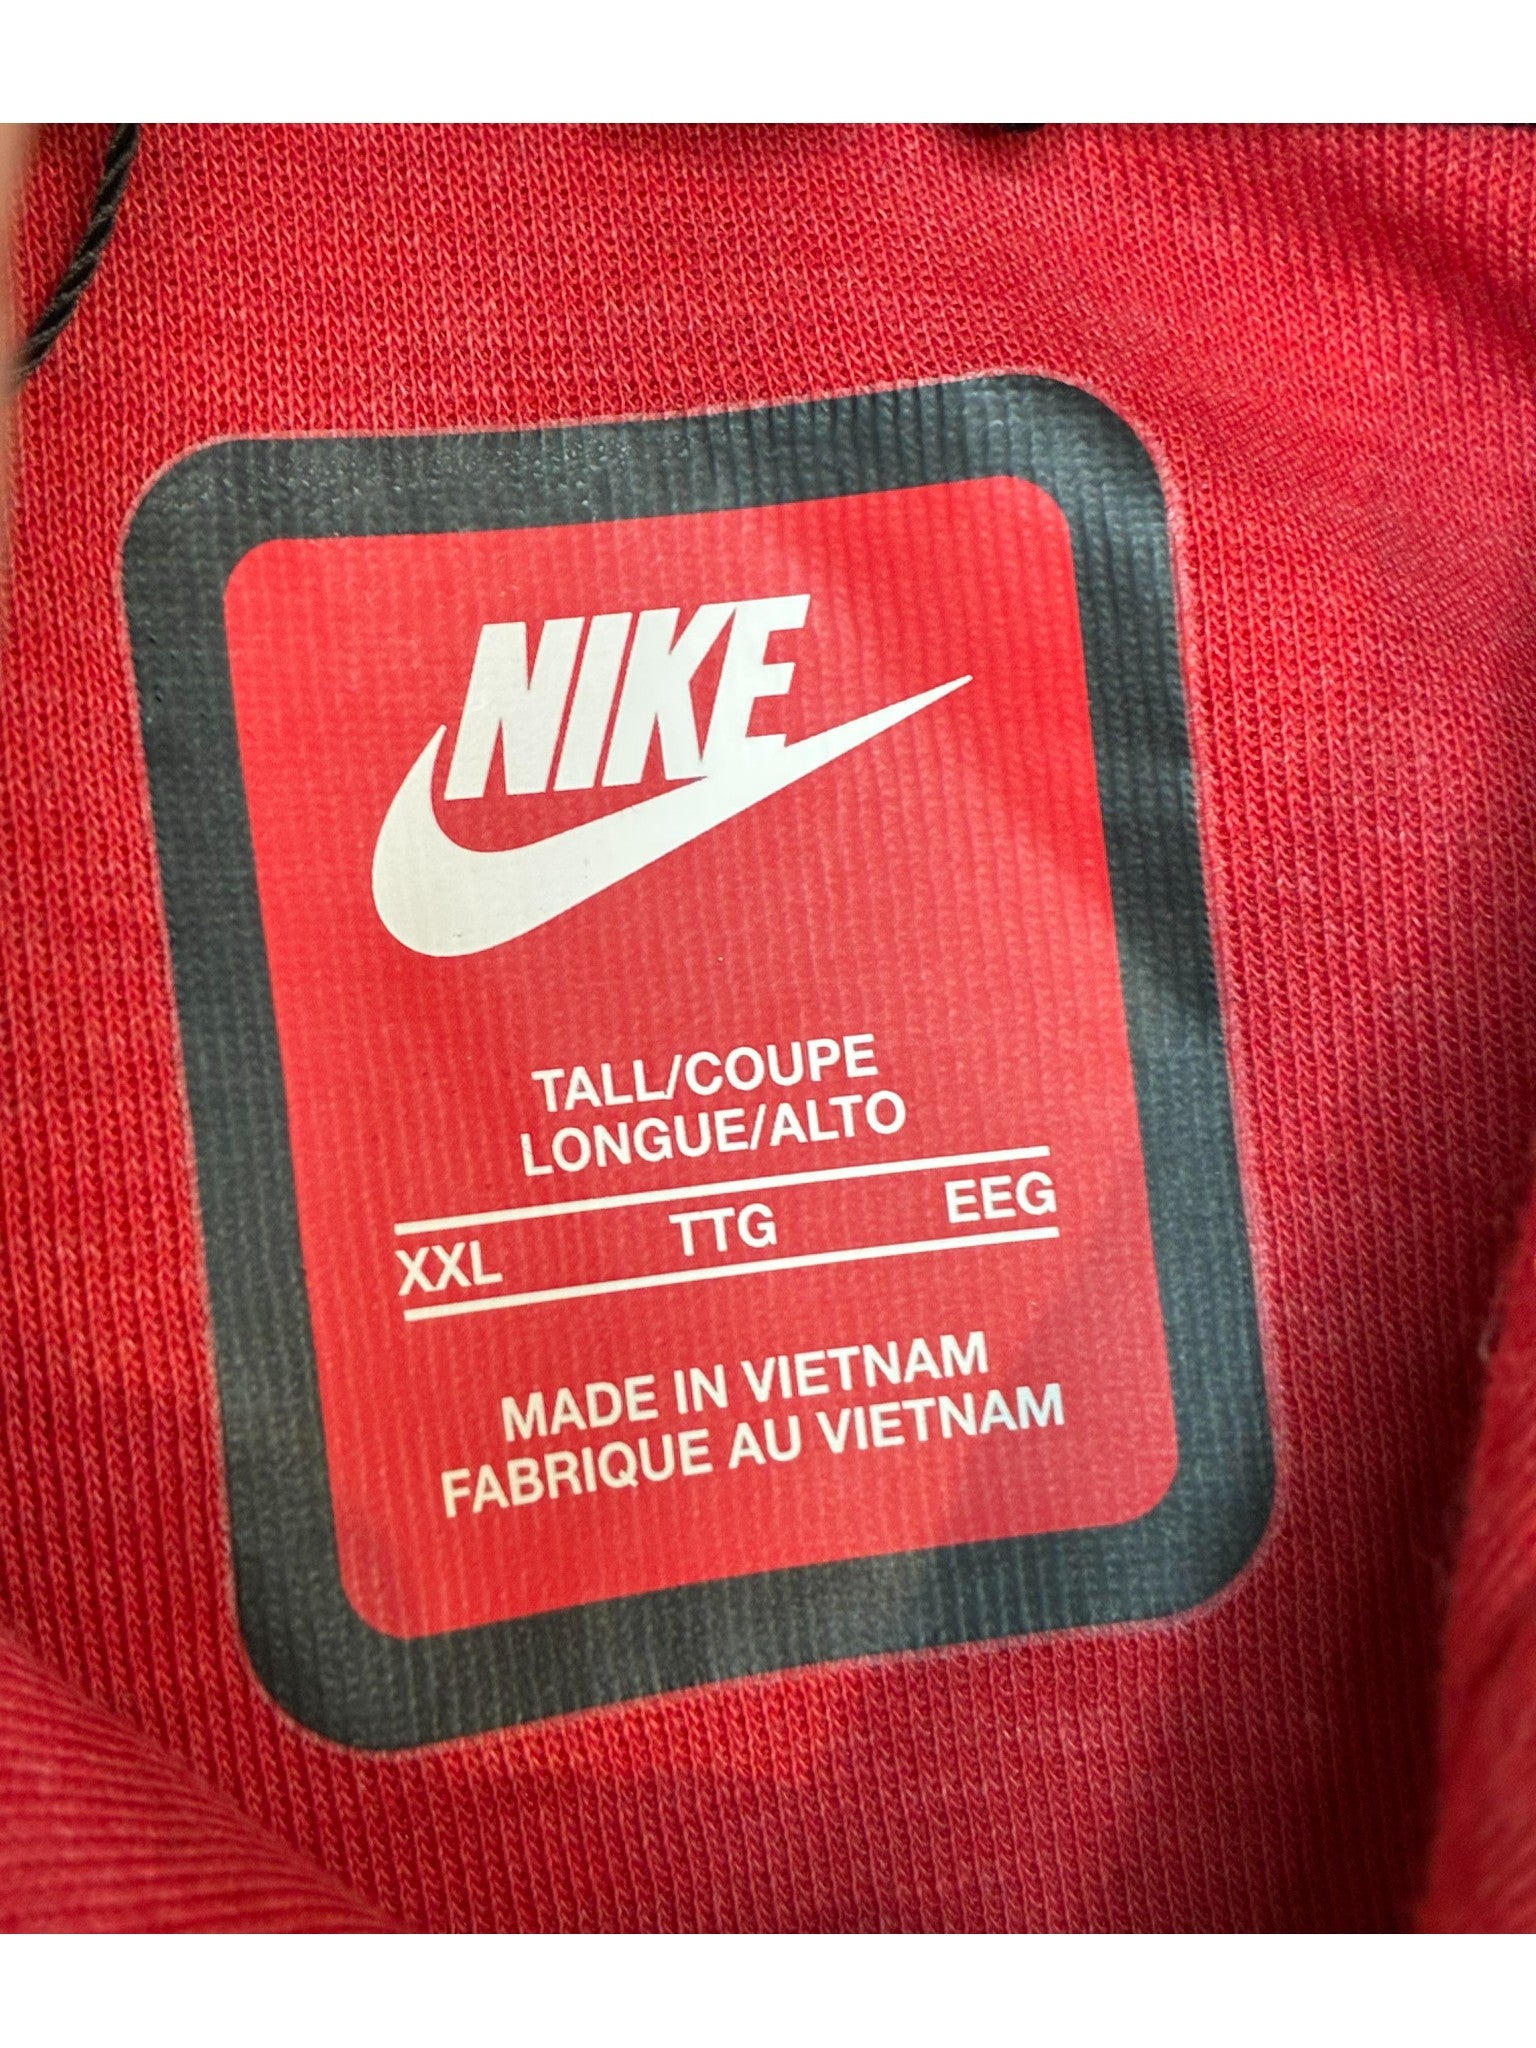 NIKE
TALL/COUPE
LONGUE/ALTO
XXL TTG EEG
MADE IN VIETNAM
FABRIQUE AU VIETNAM